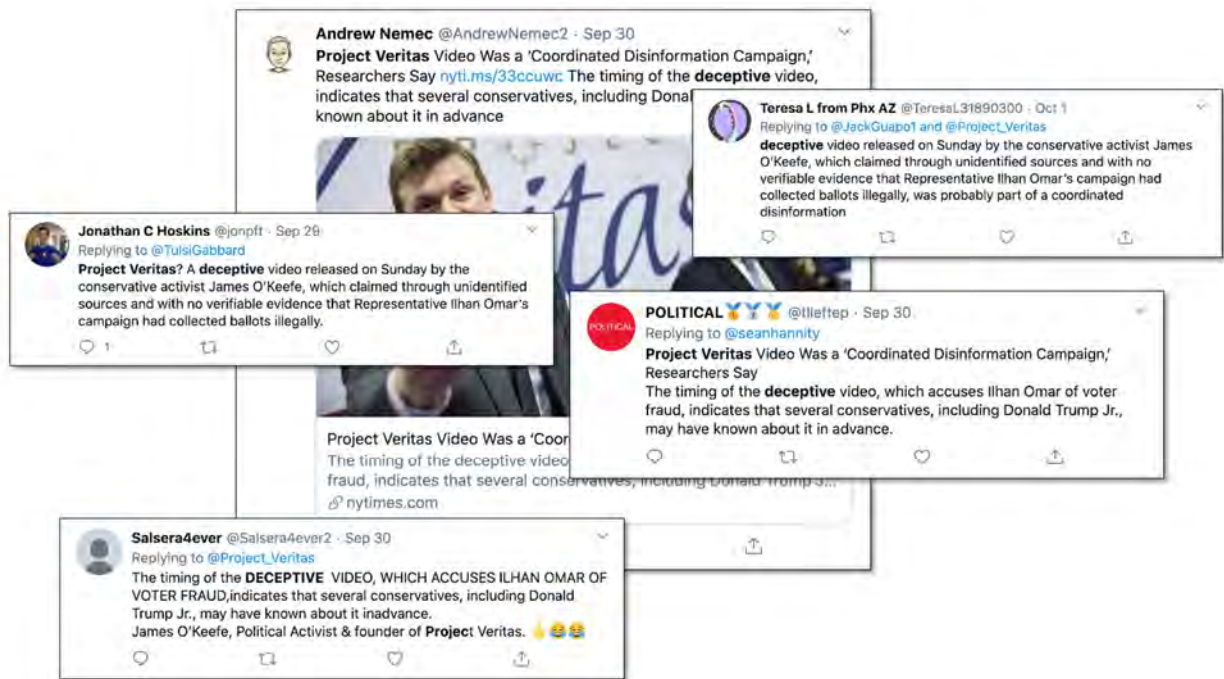 Andrew Nemec @AndrewNemec2 · Sep 30
Project Veritas Video Was a 'Coordinated Disinformation Campaign,'
Researchers Say nyti.ms/33ccuwc The timing of the deceptive video,
indicates that several conservatives, including
known about it in advance
Teresa L from Phx AZ @TeresaL31890300 · Oct 1
Replying to @JackGuapo1 and @Project_Veritas
deceptive video released on Sunday by the conservative activist James
O'Keefe, which claimed through unidentified sources and with no
verifiable evidence that Representative Ilhan Omar's campaign had
collected ballots illegally, was probably part of a coordinated
disinformation
itas
Jonathan C Hoskins @jonpft · Sep 29
Replying to @TulsiGabbard
Project Veritas? A deceptive video released on Sunday by the
conservative activist James O'Keefe, which claimed through unidentified
sources and with no verifiable evidence that Representative Ilhan Omar's
campaign had collected ballots illegally.
1
POLITICAL
POLITICAL🥇🏆🏅 @tlleftep · Sep 30
Replying to @seanhannity
Project Veritas Video Was a 'Coordinated Disinformation Campaign,'
Researchers Say
The timing of the deceptive video, which accuses Ilhan Omar of voter
fraud, indicates that several conservatives, including Donald Trump Jr.,
may have known about it in advance.
Project Veritas Video Was a 'Coor
The timing of the deceptive video
fraud, indicates that several conservatives, including Donald Trump J...
nytimes.com
Salsera4ever @Salsera4ever2 · Sep 30
Replying to @Project_Veritas
The timing of the DECEPTIVE VIDEO, WHICH ACCUSES ILHAN OMAR OF
VOTER FRAUD,indicates that several conservatives, including Donald
Trump Jr., may have known about it inadvance.
James O'Keefe, Political Activist & founder of Project Veritas. 👆😂😂